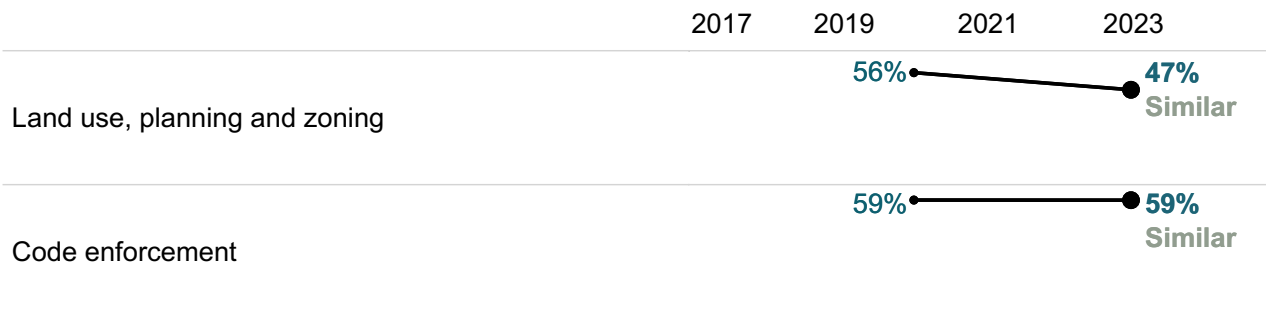 2017 2019 2021 2023
56% 47%
Similar
Land use, planning and zoning
59% 59%
Similar
Code enforcement